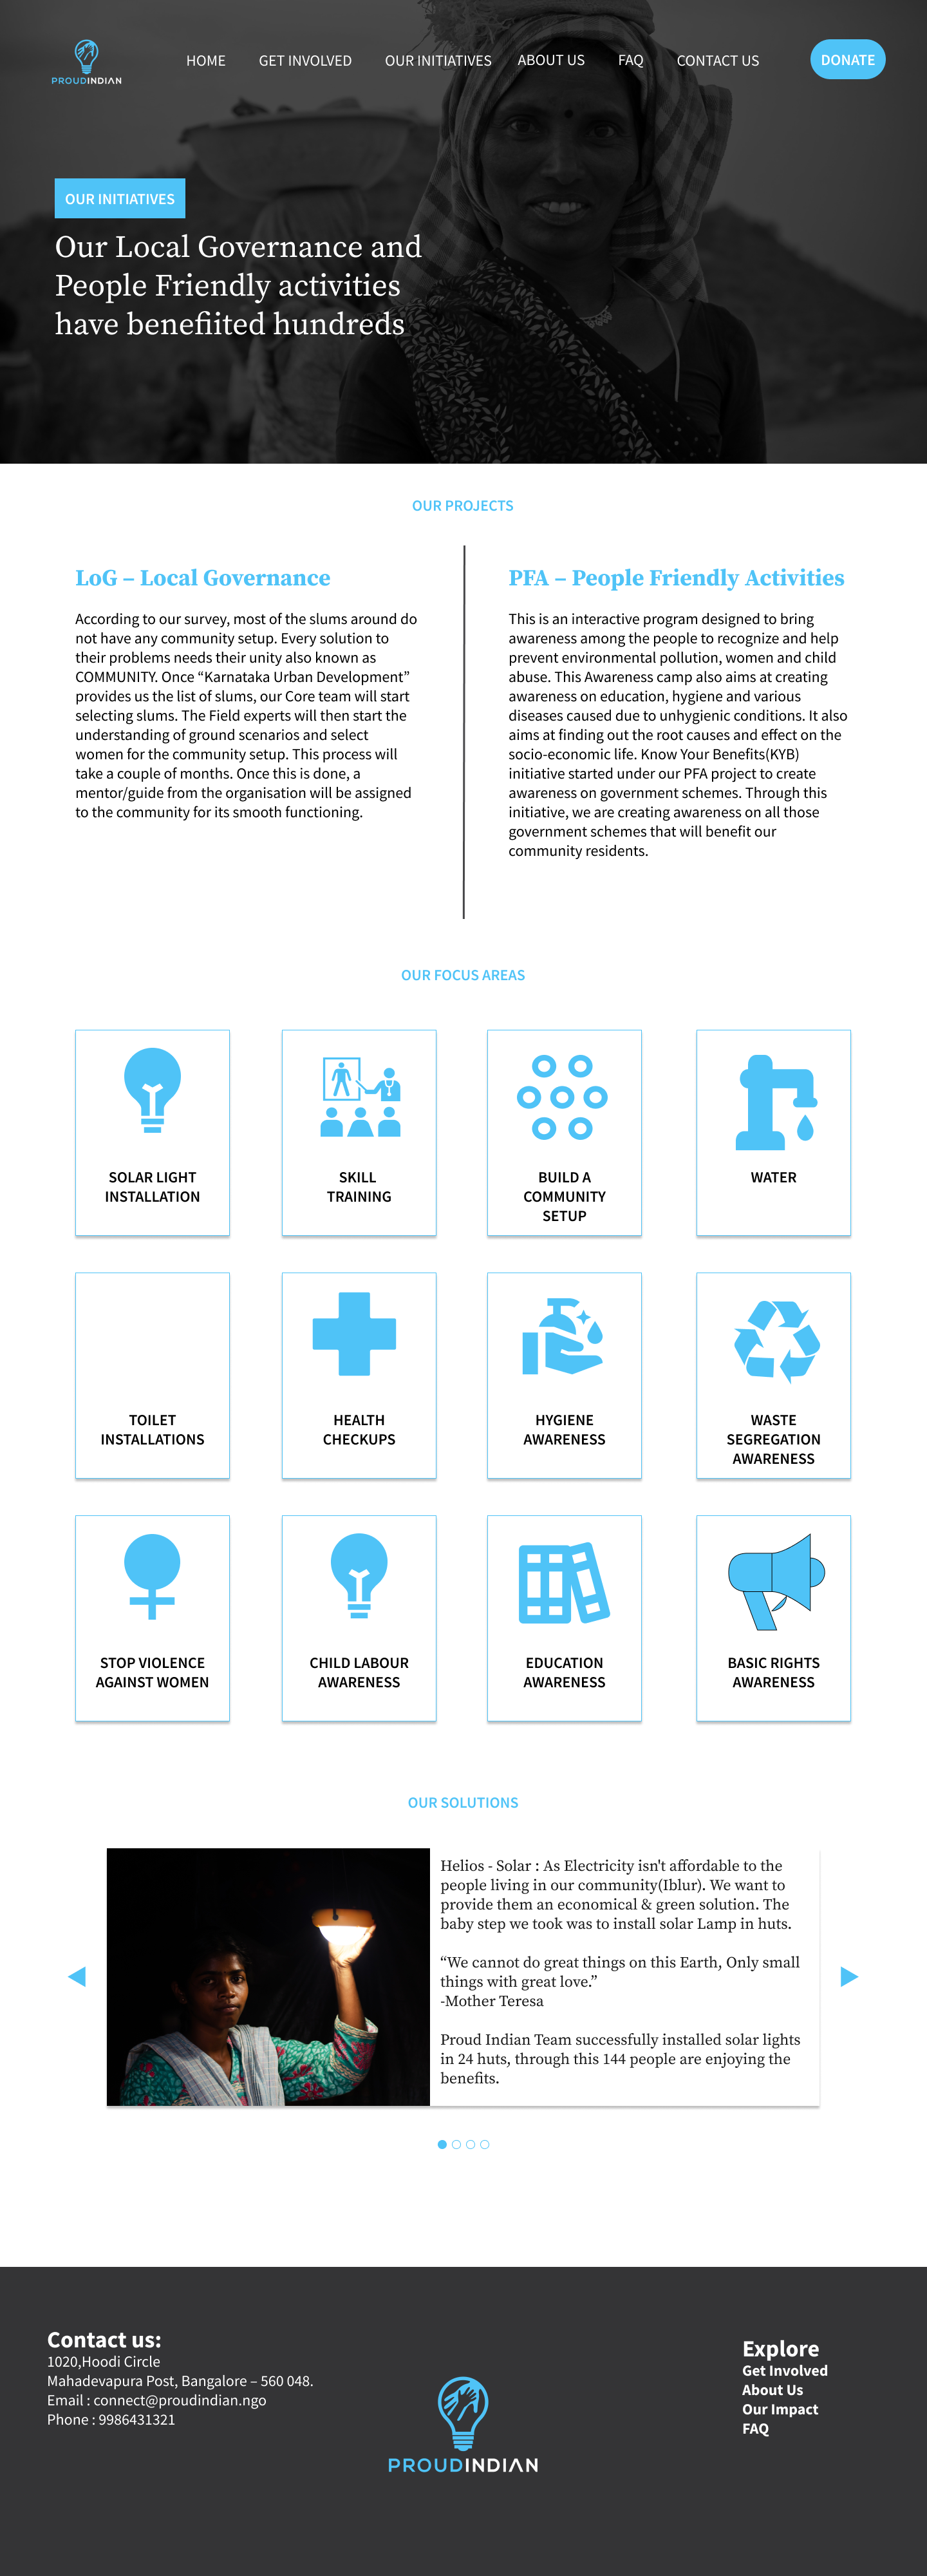 PROUDINDIAN
HOME
GET INVOLVED
OUR INITIATIVES
ABOUT US
FAQ
CONTACT US
DONATE
OUR INITIATIVES
Our Local Governance and
People Friendly activities
have benefiited hundreds
OUR PROJECTS
LoG – Local Governance
According to our survey, most of the slums around do
not have any community setup. Every solution to
their problems needs their unity also known as
COMMUNITY. Once “Karnataka Urban Development”
provides us the list of slums, our Core team will start
selecting slums. The Field experts will then start the
understanding of ground scenarios and select
women for the community setup. This process will
take a couple of months. Once this is done, a
mentor/guide from the organisation will be assigned
to the community for its smooth functioning.
PFA – People Friendly Activities
This is an interactive program designed to bring
awareness among the people to recognize and help
prevent environmental pollution, women and child
abuse. This Awareness camp also aims at creating
awareness on education, hygiene and various
diseases caused due to unhygienic conditions. It also
aims at finding out the root causes and effect on the
socio-economic life. Know Your Benefits(KYB)
initiative started under our PFA project to create
awareness on government schemes. Through this
initiative, we are creating awareness on all those
government schemes that will benefit our
community residents.
OUR FOCUS AREAS
SOLAR LIGHT
INSTALLATION
SKILL
TRAINING
BUILD A
COMMUNITY
SETUP
WATER
TOILET
INSTALLATIONS
HEALTH
CHECKUPS
HYGIENE
AWARENESS
WASTE
SEGREGATION
AWARENESS
STOP VIOLENCE
AGAINST WOMEN
CHILD LABOUR
AWARENESS
EDUCATION
AWARENESS
BASIC RIGHTS
AWARENESS
OUR SOLUTIONS
Helios - Solar : As Electricity isn't affordable to the
people living in our community(Iblur). We want to
provide them an economical & green solution. The
baby step we took was to install solar Lamp in huts.
“We cannot do great things on this Earth, Only small
things with great love.”
-Mother Teresa
Proud Indian Team successfully installed solar lights
in 24 huts, through this 144 people are enjoying the
benefits.
Contact us:
1020,Hoodi Circle
Mahadevapura Post, Bangalore – 560 048.
Email : connect@proudindian.ngo
Phone : 9986431321
PROUDINDIAN
Explore
Get Involved
About Us
Our Impact
FAQ